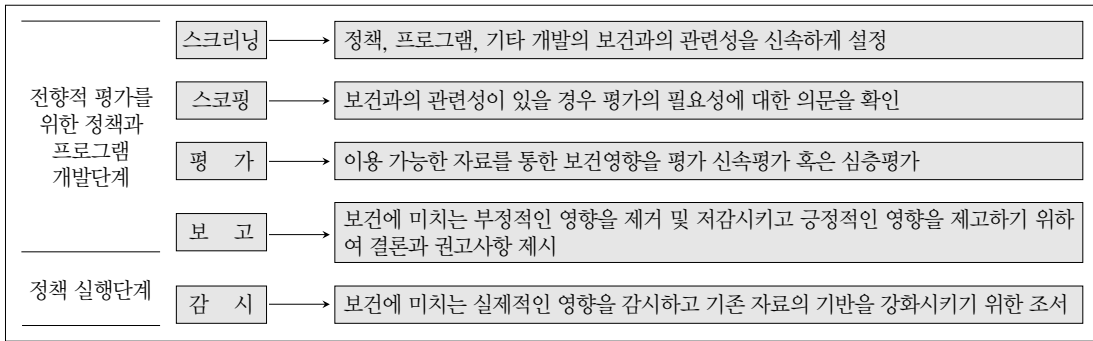 스크리닝
정책, 프로그램, 기타 개발의 보건과의 관련성을 신속하게 설정
전향적 평가를
위한 정책과
프로그램
개발단계
스코핑
보건과의 관련성이 있을 경우 평가의 필요성에 대한 의문을 확인
평 가
이용 가능한 자료를 통한 보건영향을 평가 신속평가 혹은 심층평가
보 고
보건에 미치는 부정적인 영향을 제거 및 저감시키고 긍정적인 영향을 제고하기 위하
여 결론과 권고사항 제시
정책 실행단계
감 시
보건에 미치는 실제적인 영향을 감시하고 기존 자료의 기반을 강화시키기 위한 조서